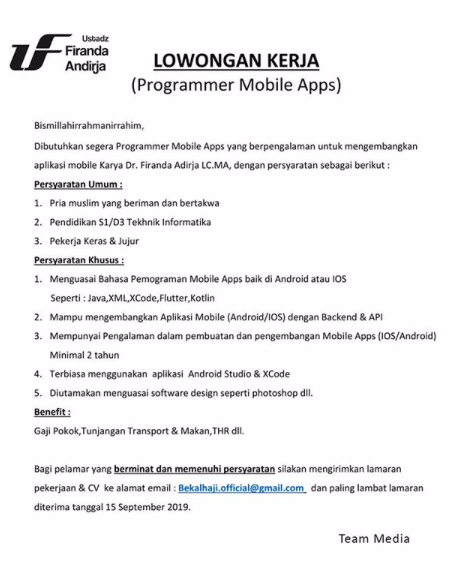 Ustadz
Firanda
Andirja
LOWONGAN KERJA
(Programmer Mobile Apps)
Bismillahirrahmanirrahim,
Dibutuhkan segera Programmer Mobile Apps yang berpengalaman untuk mengembangkan
aplikasi mobile Karya Dr. Firanda Adirja LC.MA, dengan persyaratan sebagai berikut :
Persyaratan Umum :
1. Pria muslim yang beriman dan bertakwa
2. Pendidikan S1/D3 Tekhnik Informatika
3. Pekerja Keras & Jujur
Persyaratan Khusus :
1. Menguasai Bahasa Pemograman Mobile Apps baik di Android atau IOS
Seperti : Java,XML,XCode,Flutter,Kotlin
2. Mampu mengembangkan Aplikasi Mobile (Android/IOS) dengan Backend & API
3. Mempunyai Pengalaman dalam pembuatan dan pengembangan Mobile Apps (IOS/Android)
Minimal 2 tahun
4. Terbiasa menggunakan aplikasi Android Studio & XCode
5. Diutamakan menguasai software design seperti photoshop dll.
Benefit :
Gaji Pokok,Tunjangan Transport & Makan,THR dll.
Bagi pelamar yang berminat dan memenuhi persyaratan silakan mengirimkan lamaran
pekerjaan & CV ke alamat email : Bekalhaji.official@gmail.com dan paling lambat lamaran
diterima tanggal 15 September 2019.
Team Media